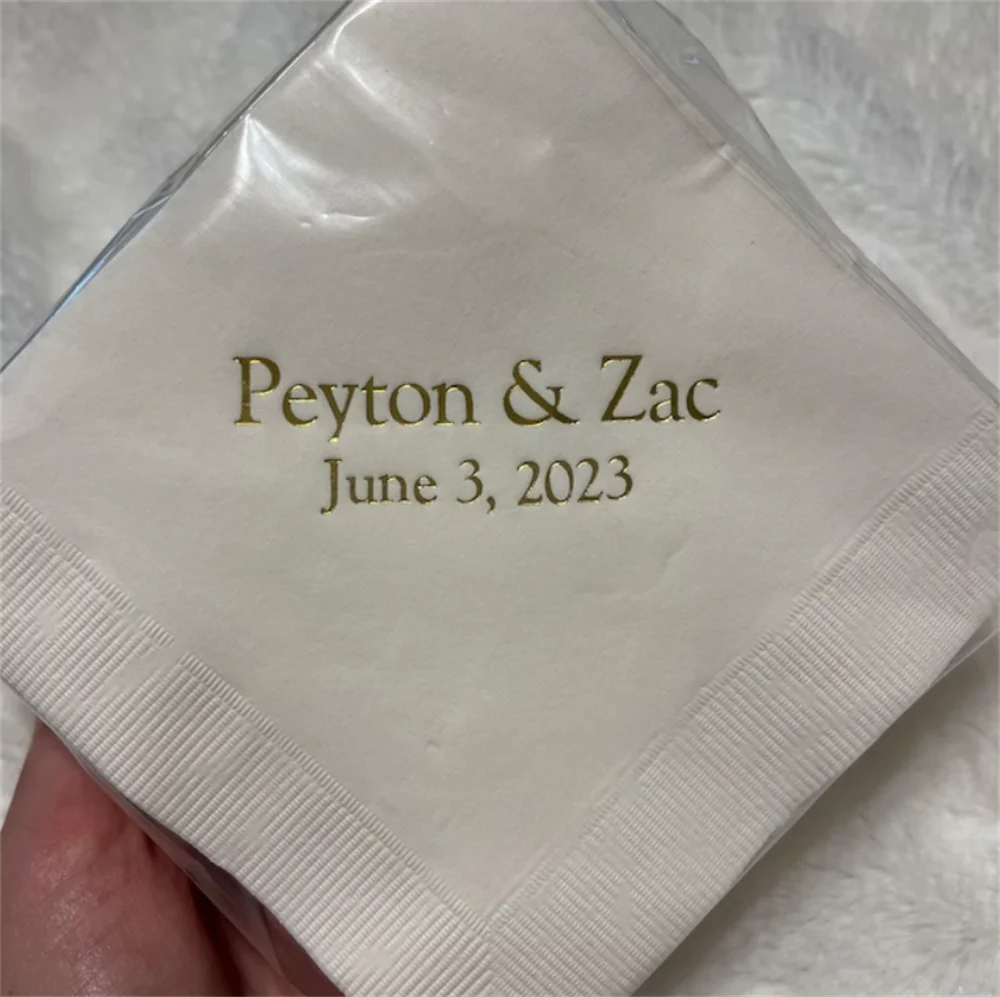 Peyton & Zac
June 3, 2023